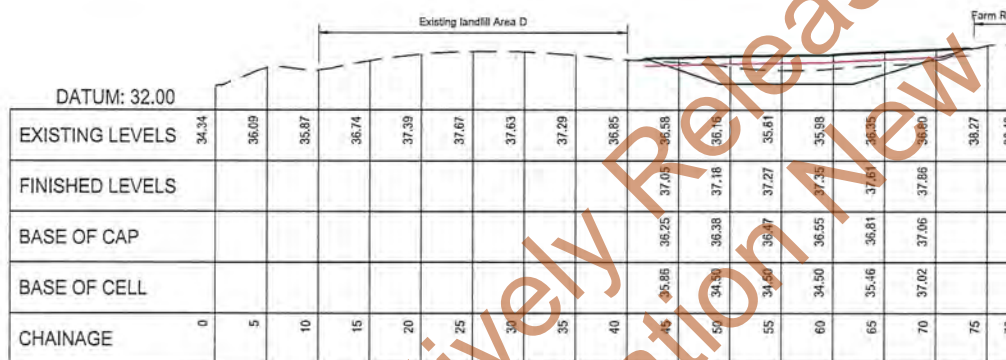 Existing landfill Area D
Farm R
DATUM: 32.00
EXISTING LEVELS 34.34 36.09 35.87 36.74 37.39 37.67 37.63 37.29 36.85 36.58 36.16 35.81 35.98 36.35 36.80 38.27
FINISHED LEVELS 37.05 37.18 37.27 37.35 37.61 37.86
BASE OF CAP 36.25 36.38 36.47 36.55 36.81 37.06
BASE OF CELL 35.86 34.50 34.50 34.50 35.46 37.02
CHAINAGE 0 5 10 15 20 25 30 35 40 45 50 55 60 65 70 75